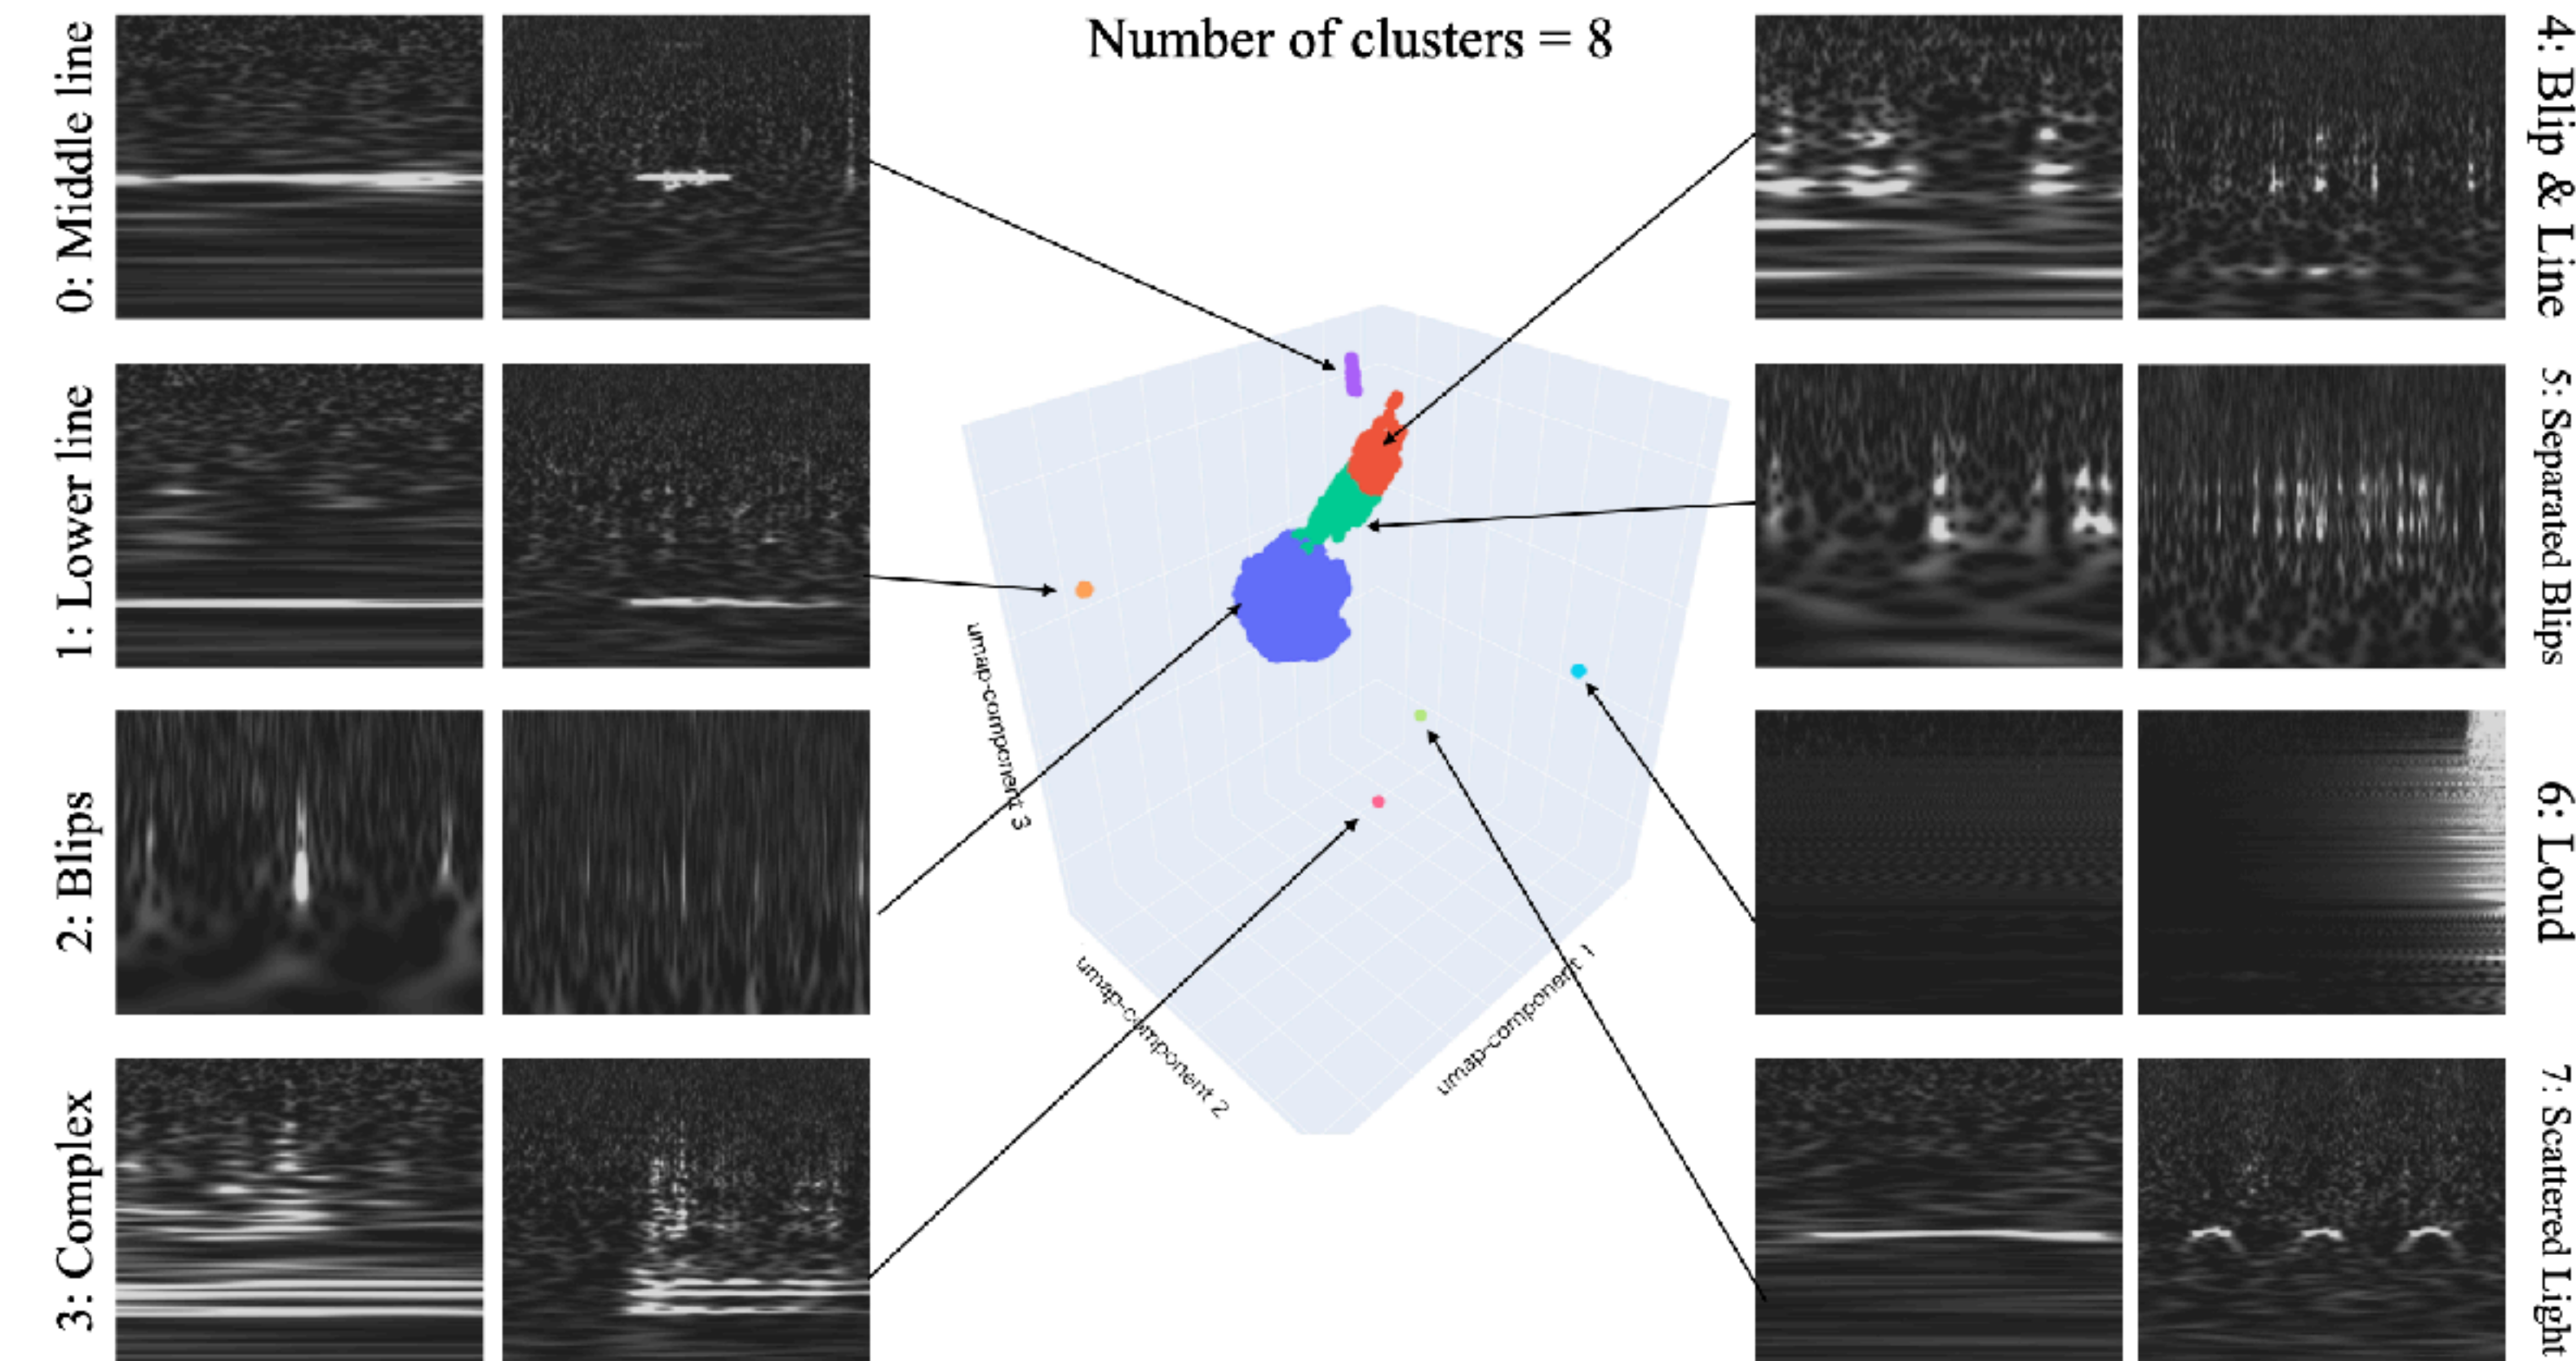 Number of clusters = 8
0: Middle line
1: Lower line
2: Blips
3: Complex
4: Blip & Line
5: Separated Blips
6: Loud
7: Scattered Light
umap-component 3
umap-component 2
umap-component 1